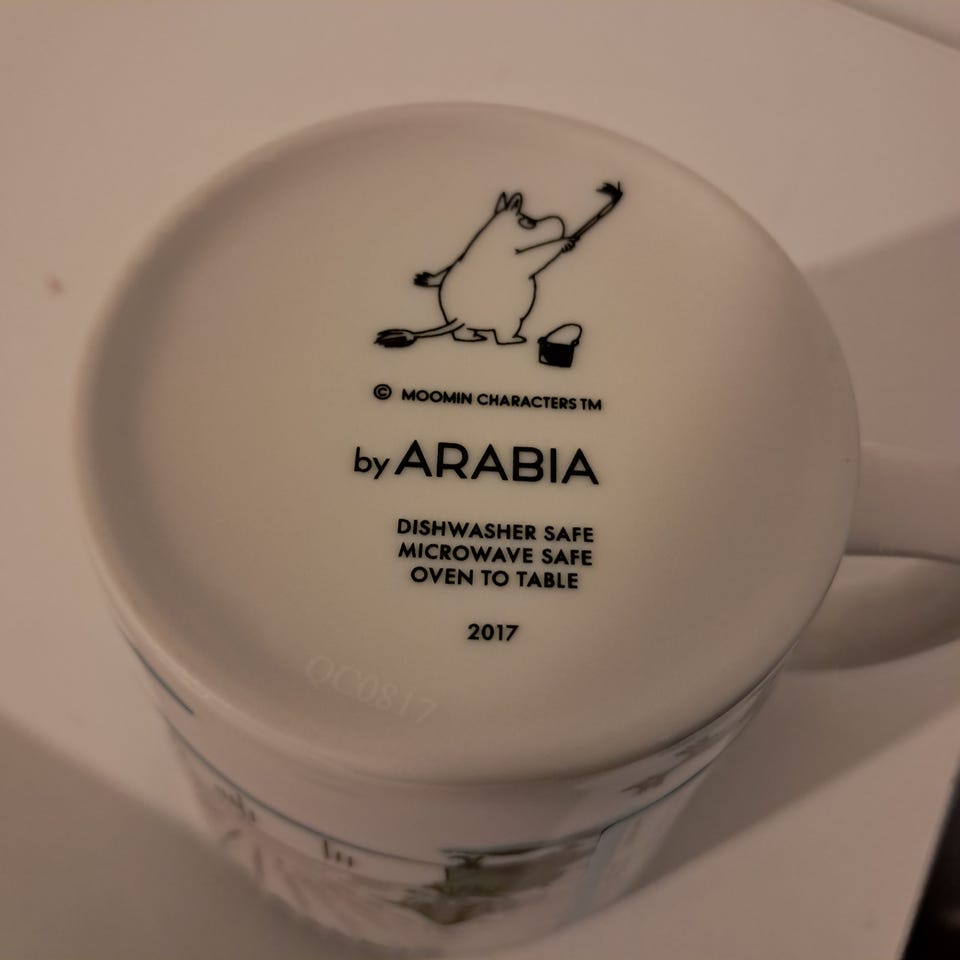 © MOOMIN CHARACTERS TM
by ARABIA
DISHWASHER SAFE
MICROWAVE SAFE
OVEN TO TABLE
2017
QC0817